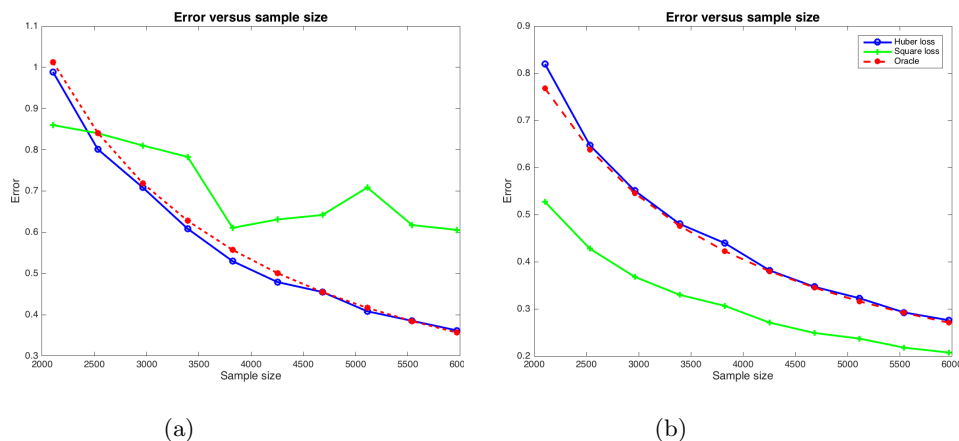 Error versus sample size
1.1
1
0.9
0.8
0.7
0.6
0.5
0.4
0.3
Error
2000 2500 3000 3500 4000 4500 5000 5500 600
Sample size
(a)
Error versus sample size
Huber loss
Square loss
Oracle
0.9
0.8
0.7
0.6
0.5
0.4
0.3
0.2
Error
2000 2500 3000 3500 4000 4500 5000 5500 6000
Sample size
(b)